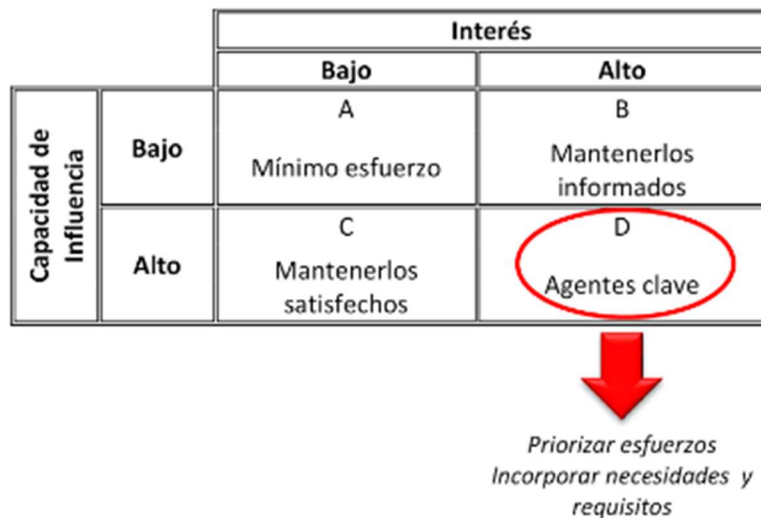 Interés
Bajo
Alto
Capacidad de
Influencia
Bajo
A
Mínimo esfuerzo
B
Mantenerlos
informados
Alto
C
Mantenerlos
satisfechos
D
Agentes clave
Priorizar esfuerzos
Incorporar necesidades y
requisitos